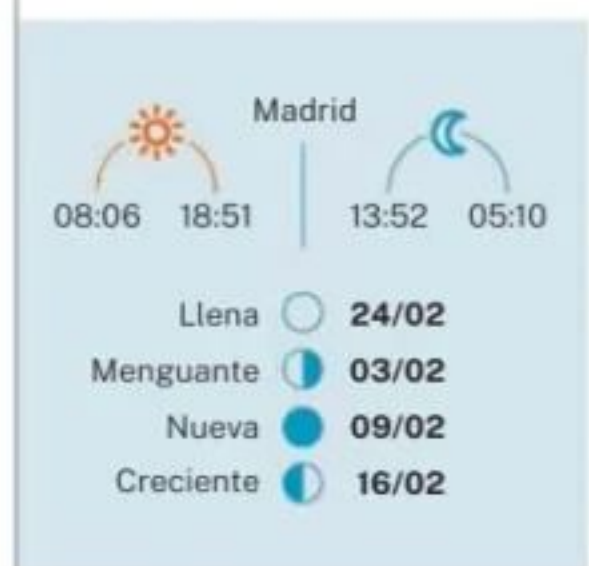 Madrid
08:06 18:51 13:52 05:10
Llena 24/02
Menguante 03/02
Nueva 09/02
Creciente 16/02